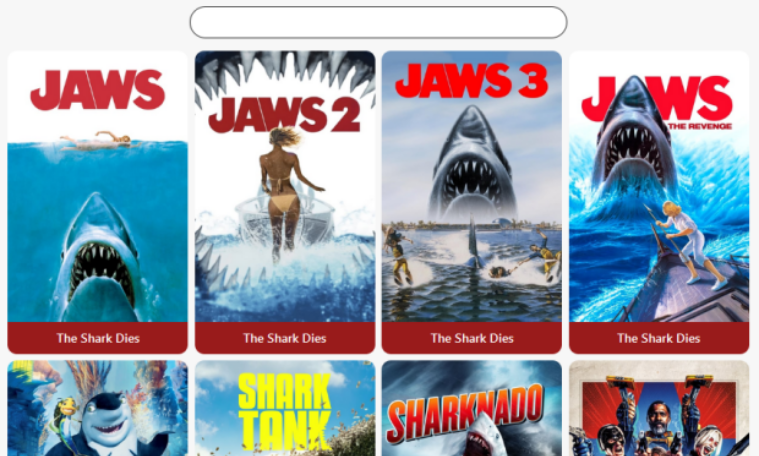 JAWS
JAWS 2
JAWS 3
JAWS
THE REVENGE
The Shark Dies
The Shark Dies
The Shark Dies
The Shark Dies
SHARK
TANK
SHARKNADO